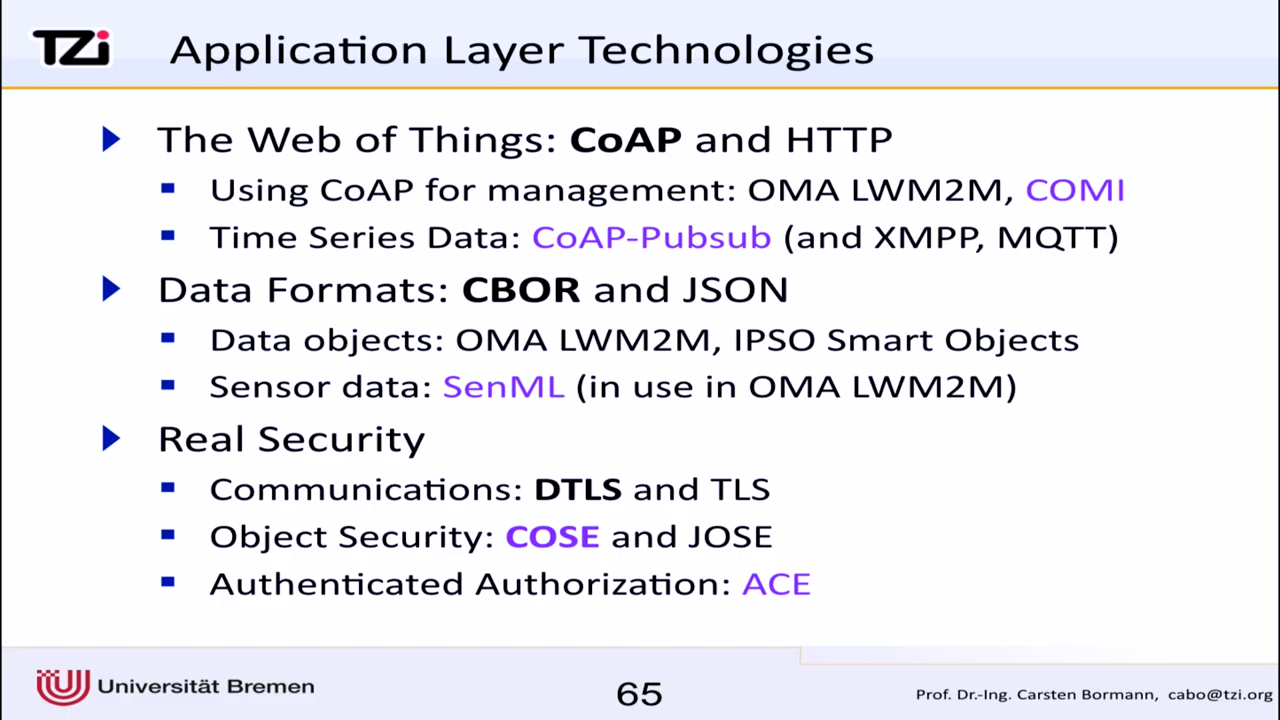 TZi
Application Layer Technologies
The Web of Things: CoAP and HTTP
Using CoAP for management: OMA LWM2M, COMI
Time Series Data: CoAP-Pubsub (and XMPP, MQTT)
Data Formats: CBOR and JSON
Data objects: OMA LWM2M, IPSO Smart Objects
Sensor data: SenML (in use in OMA LWM2M)
Real Security
Communications: DTLS and TLS
Object Security: COSE and JOSE
Authenticated Authorization: ACE
Universität Bremen
65
Prof. Dr.-Ing. Carsten Bormann, cabo@tzi.org